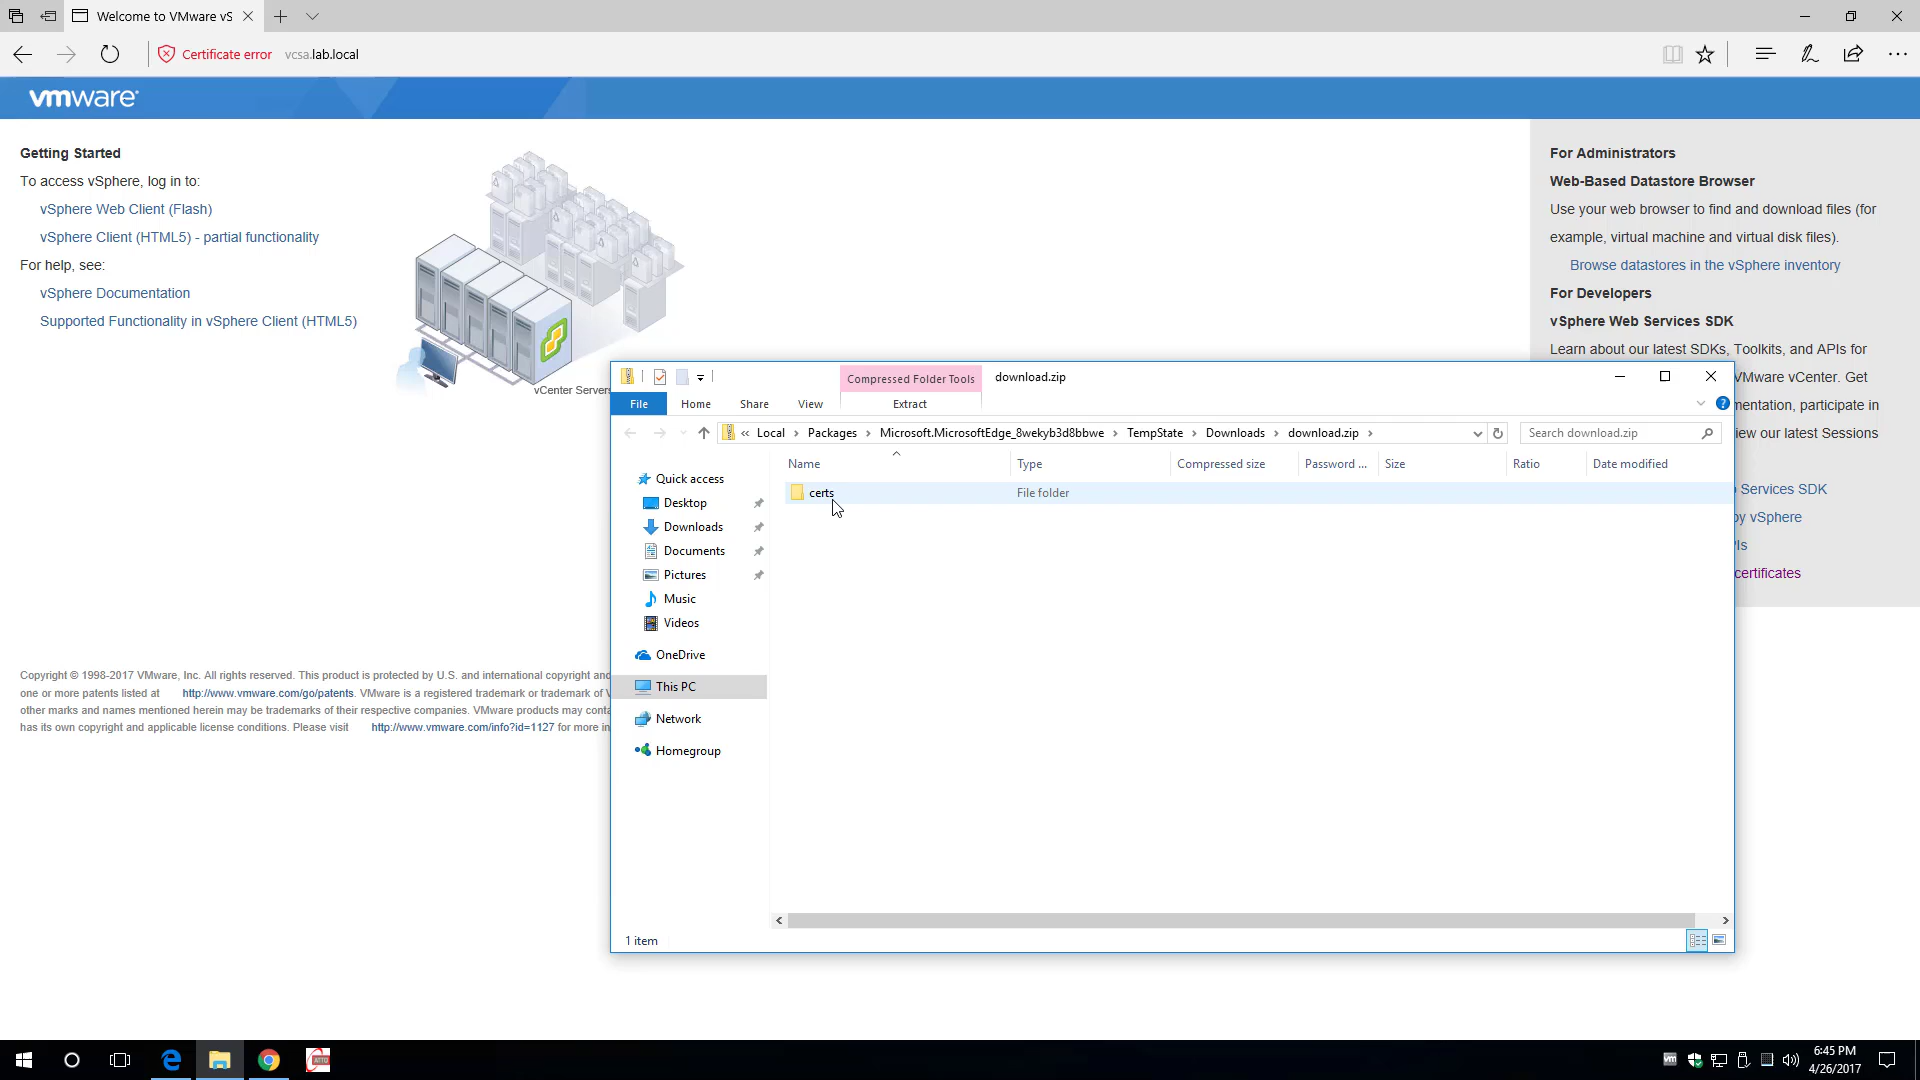 Welcome to VMware vS
Certificate error
vcsa.lab.local
vmware®
Getting Started
To access vSphere, log in to:
vSphere Web Client (Flash)
vSphere Client (HTML5) - partial functionality
For help, see:
vSphere Documentation
Supported Functionality in vSphere Client (HTML5)
vCenter Servers
For Administrators
Web-Based Datastore Browser
Use your web browser to find and download files (for
example, virtual machine and virtual disk files).
Browse datastores in the vSphere inventory
For Developers
vSphere Web Services SDK
Learn about our latest SDKs, Toolkits, and APIs for
VMware vCenter. Get
mentation, participate in
iew our latest Sessions
Services SDK
by vSphere
certificates
Compressed Folder Tools
download.zip
File
Home
Share
View
Extract
« Local > Packages > Microsoft.MicrosoftEdge_8wekyb3d8bbwe > TempState > Downloads > download.zip >
Search download.zip
Name
Type
Compressed size
Password ...
Size
Ratio
Date modified
certs
File folder
Quick access
Desktop
Downloads
Documents
Pictures
Music
Videos
OneDrive
This PC
Network
Homegroup
1 item
Copyright © 1998-2017 VMware, Inc. All rights reserved. This product is protected by U.S. and international copyright and
one or more patents listed at http://www.vmware.com/go/patents. VMware is a registered trademark or trademark of V
other marks and names mentioned herein may be trademarks of their respective companies. VMware products may conta
has its own copyright and applicable license conditions. Please visit http://www.vmware.com/info?id=1127 for more in
vm
ATTO
6:45 PM
4/26/2017